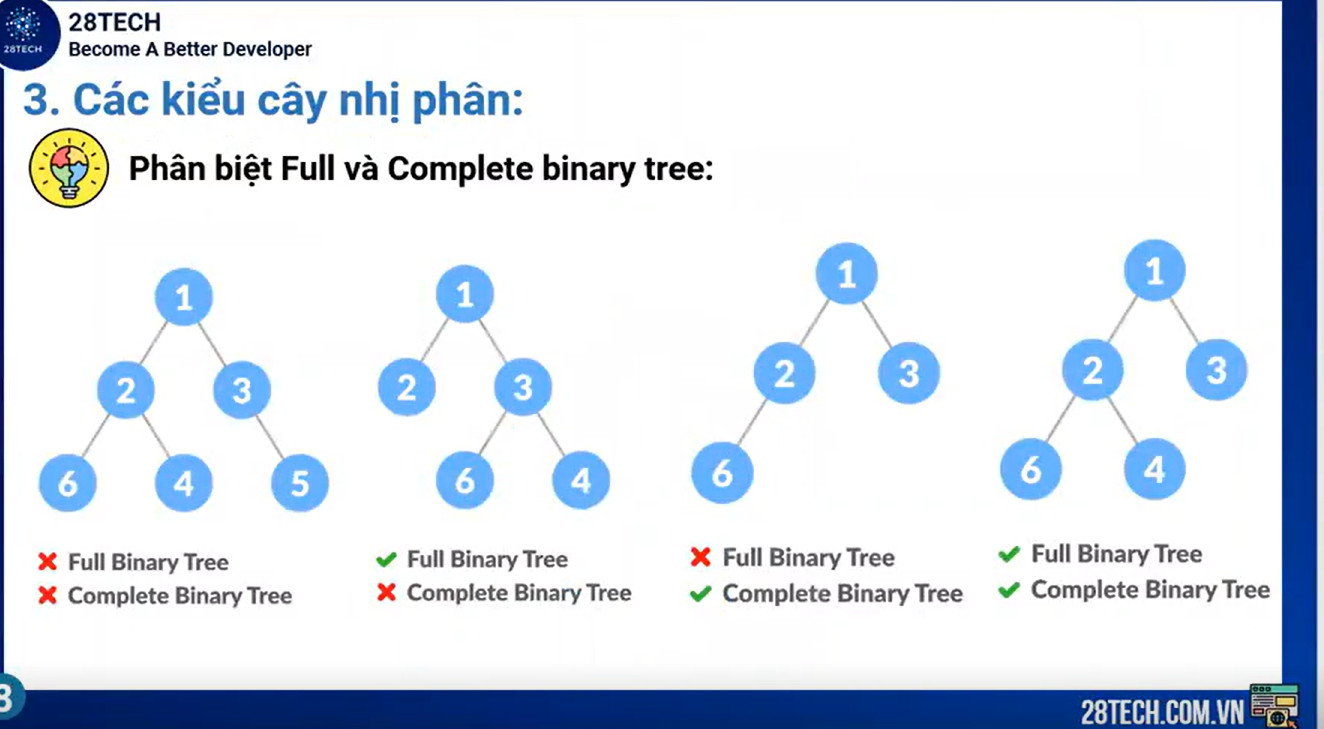 28TECH
Become A Better Developer
28TECH
3. Các kiểu cây nhị phân:
Phân biệt Full và Complete binary tree:
1
2 3
6 4 5
Full Binary Tree
Complete Binary Tree
1
2 3
6 4
Full Binary Tree
Complete Binary Tree
1
2 3
6
Full Binary Tree
Complete Binary Tree
1
2 3
6 4
Full Binary Tree
Complete Binary Tree
28TECH.COM.VN